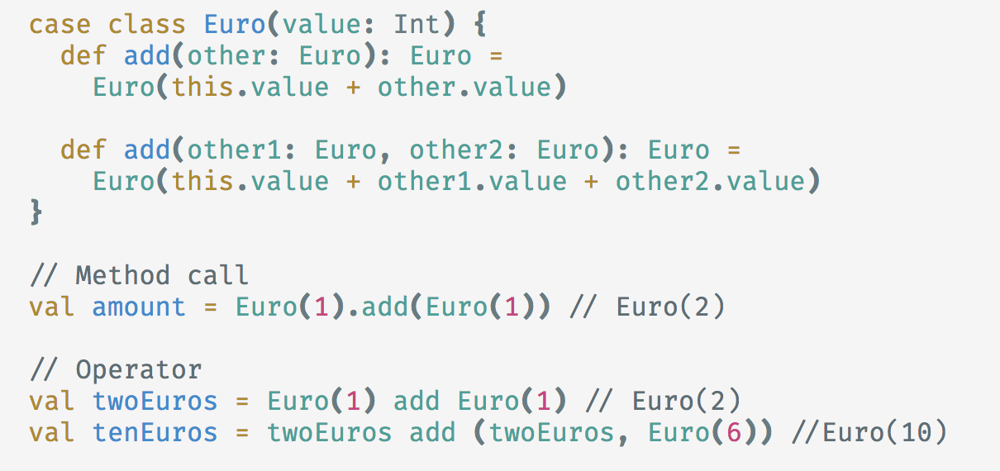 case class Euro(value: Int) {
  def add(other: Euro): Euro =
    Euro(this.value + other.value)

  def add(other1: Euro, other2: Euro): Euro =
    Euro(this.value + other1.value + other2.value)
}

// Method call
val amount = Euro(1).add(Euro(1)) // Euro(2)

// Operator
val twoEuros = Euro(1) add Euro(1) // Euro(2)
val tenEuros = twoEuros add (twoEuros, Euro(6)) //Euro(10)